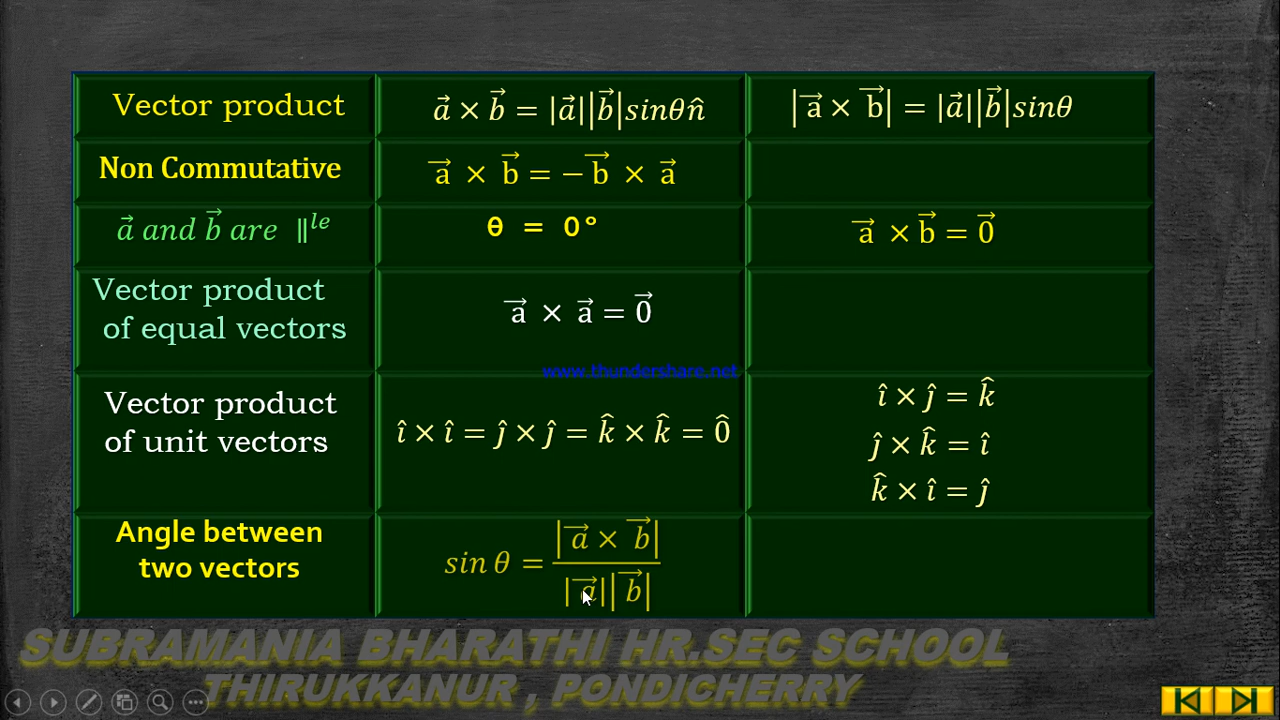 Vector product
a⃗ × b⃗ = |a⃗||b⃗|sinθn̂
|a⃗ × b⃗| = |a⃗||b⃗|sinθ
Non Commutative
a⃗ × b⃗ = −b⃗ × a⃗
a⃗ and b⃗ are ∥ˡᵉ
θ = 0°
a⃗ × b⃗ = 0⃗
Vector product
of equal vectors
a⃗ × a⃗ = 0⃗
www.thundershare.net
Vector product
of unit vectors
î × î = ĵ × ĵ = k̂ × k̂ = 0̂
î × ĵ = k̂
ĵ × k̂ = î
k̂ × î = ĵ
Angle between
two vectors
sin θ = |a⃗ × b⃗| / |a⃗||b⃗|
SUBRAMANIA BHARATHI HR.SEC SCHOOL
THIRUKKANUR , PONDICHERRY